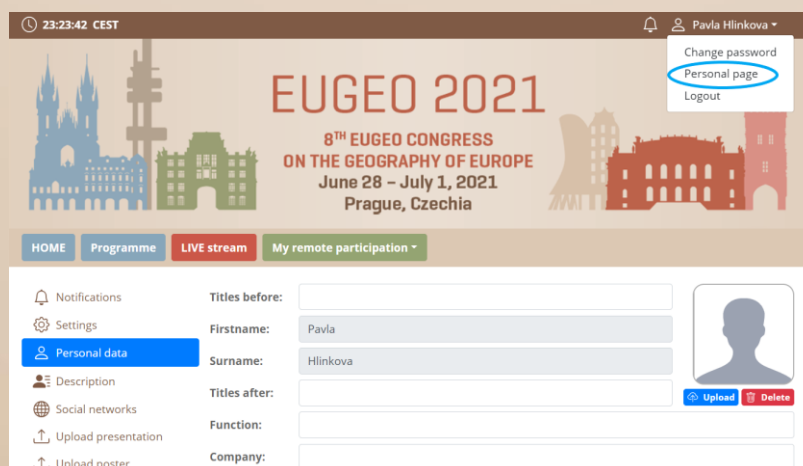 23:23:42 CEST
Pavla Hlinkova
Change password
Personal page
Logout
EUGEO 2021
8TH EUGEO CONGRESS
ON THE GEOGRAPHY OF EUROPE
June 28 – July 1, 2021
Prague, Czechia
HOME Programme LIVE stream My remote participation
Notifications
Settings
Personal data
Description
Social networks
Upload presentation
Upload poster
Titles before:
Firstname: Pavla
Surname: Hlinkova
Titles after:
Function:
Company:
Upload Delete